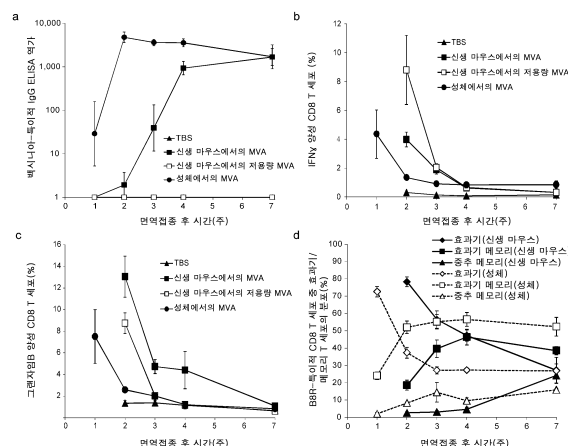 a
백시니아-특이적 IgG ELISA 역가
10,000
1,000
100
10
1
0 1 2 3 4 5 6 7
면역접종 후 시간(주)
TBS
신생 마우스에서의 MVA
신생 마우스에서의 저용량 MVA
성체에서의 MVA
b
IFNγ 양성 CD8 T 세포 (%)
12
10
8
6
4
2
0
0 1 2 3 4 5 6 7
면역접종 후 시간(주)
TBS
신생 마우스에서의 MVA
신생 마우스에서의 저용량 MVA
성체에서의 MVA
c
그랜자임B 양성 CD8 T 세포(%)
16
14
12
10
8
6
4
2
0
0 1 2 3 4 5 6 7
면역접종 후 시간(주)
TBS
신생 마우스에서의 MVA
신생 마우스에서의 저용량 MVA
성체에서의 MVA
d
B8R-특이적 CD8 T 세포 중 효과기/
메모리 T 세포의 분포(%)
100
90
80
70
60
50
40
30
20
10
0
0 1 2 3 4 5 6 7
면역접종 후 시간(주)
효과기(신생 마우스)
효과기 메모리(신생 마우스)
중추 메모리(신생 마우스)
효과기(성체)
효과기 메모리(성체)
중추 메모리(성체)